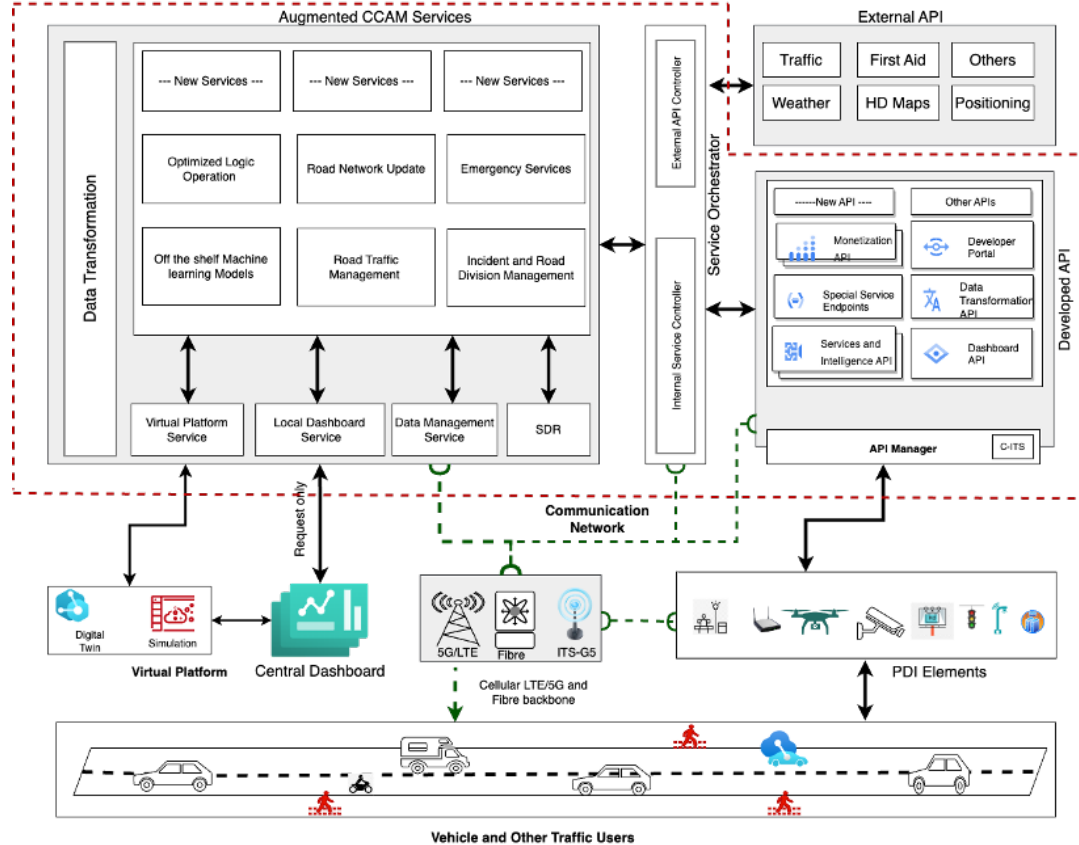 Augmented CCAM Services
External API
Data Transformation
--- New Services ---
--- New Services ---
--- New Services ---
Optimized Logic
Operation
Road Network Update
Emergency Services
Off the shelf Machine
learning Models
Road Traffic
Management
Incident and Road
Division Management
Virtual Platform
Service
Local Dashboard
Service
Data Management
Service
SDR
External API Controller
Internal Service Controller
Service Orchestrator
Traffic
First Aid
Others
Weather
HD Maps
Positioning
------New API ----
Other APIs
Monetization
API
Developer
Portal
Special Service
Endpoints
Data
Transformation
API
Services and
Intelligence API
Dashboard
API
Developed API
API Manager
C-ITS
Request only
Communication
Network
Digital
Twin
Simulation
Virtual Platform
Central Dashboard
5G/LTE
Fibre
ITS-G5
Cellular LTE/5G and
Fibre backbone
PDI Elements
Vehicle and Other Traffic Users